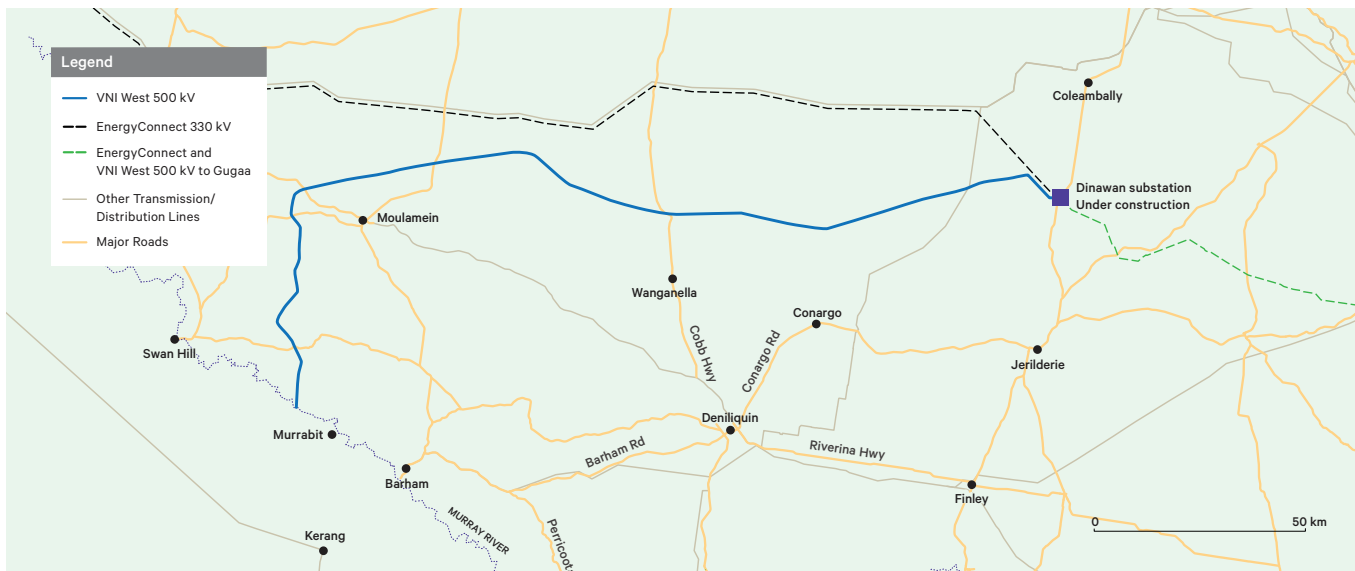 Legend
VNI West 500 kV
EnergyConnect 330 kV
EnergyConnect and
VNI West 500 kV to Gugaa
Other Transmission/
Distribution Lines
Major Roads
Coleambally
Dinawan substation
Under construction
Moulamein
Wanganella
Conargo
Swan Hill
Cobb Hwy
Conargo Rd
Jerilderie
Deniliquin
Murrabit
Barham Rd
Riverina Hwy
Barham
Finley
MURRAY RIVER
Perricoota
Kerang
0 50 km